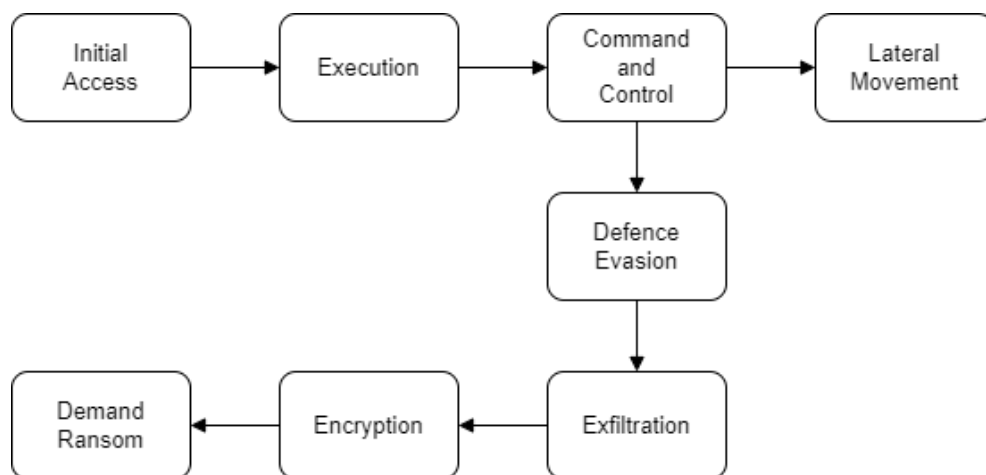 Initial
Access
Execution
Command
and
Control
Lateral
Movement
Defence
Evasion
Demand
Ransom
Encryption
Exfiltration